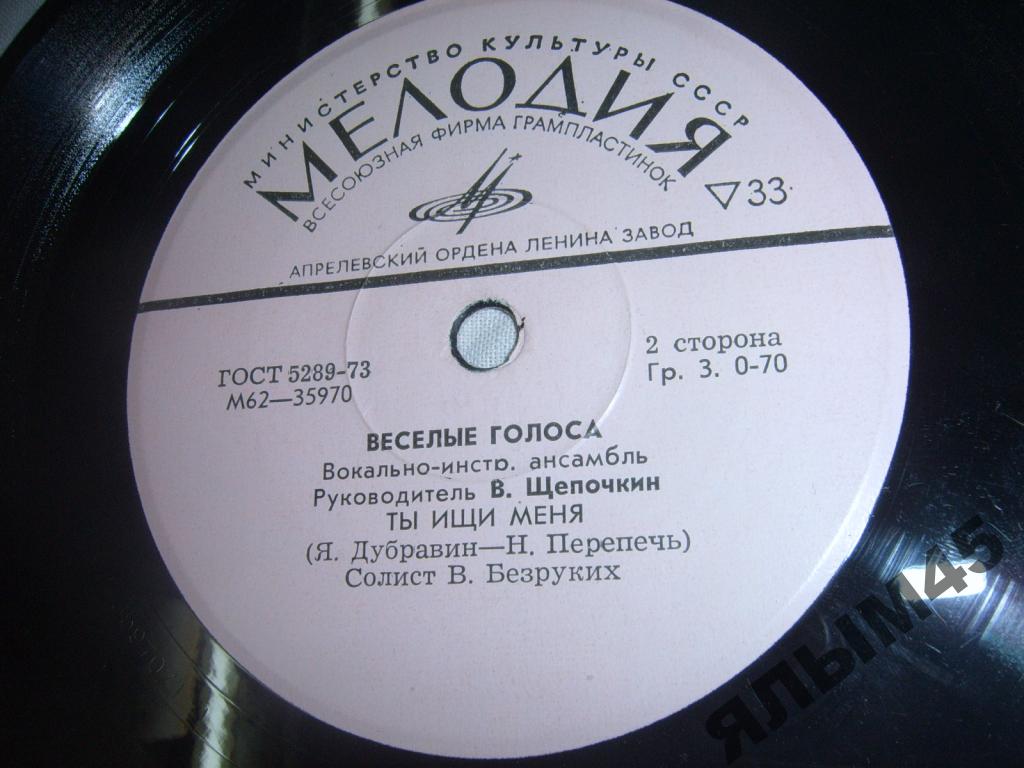 МИНИСТЕРСТВО КУЛЬТУРЫ СССР
МЕЛОДИЯ
ВСЕСОЮЗНАЯ ФИРМА ГРАМПЛАСТИНОК
33
АПРЕЛЕВСКИЙ ОРДЕНА ЛЕНИНА ЗАВОД
ГОСТ 5289-73
М62—35970
2 сторона
Гр. 3. 0-70
ВЕСЕЛЫЕ ГОЛОСА
Вокально-инстр. ансамбль
Руководитель В. Щепочкин
ТЫ ИЩИ МЕНЯ
(Я. Дубравин—Н. Перепечь)
Солист В. Безруких
ЯЛЫМ45